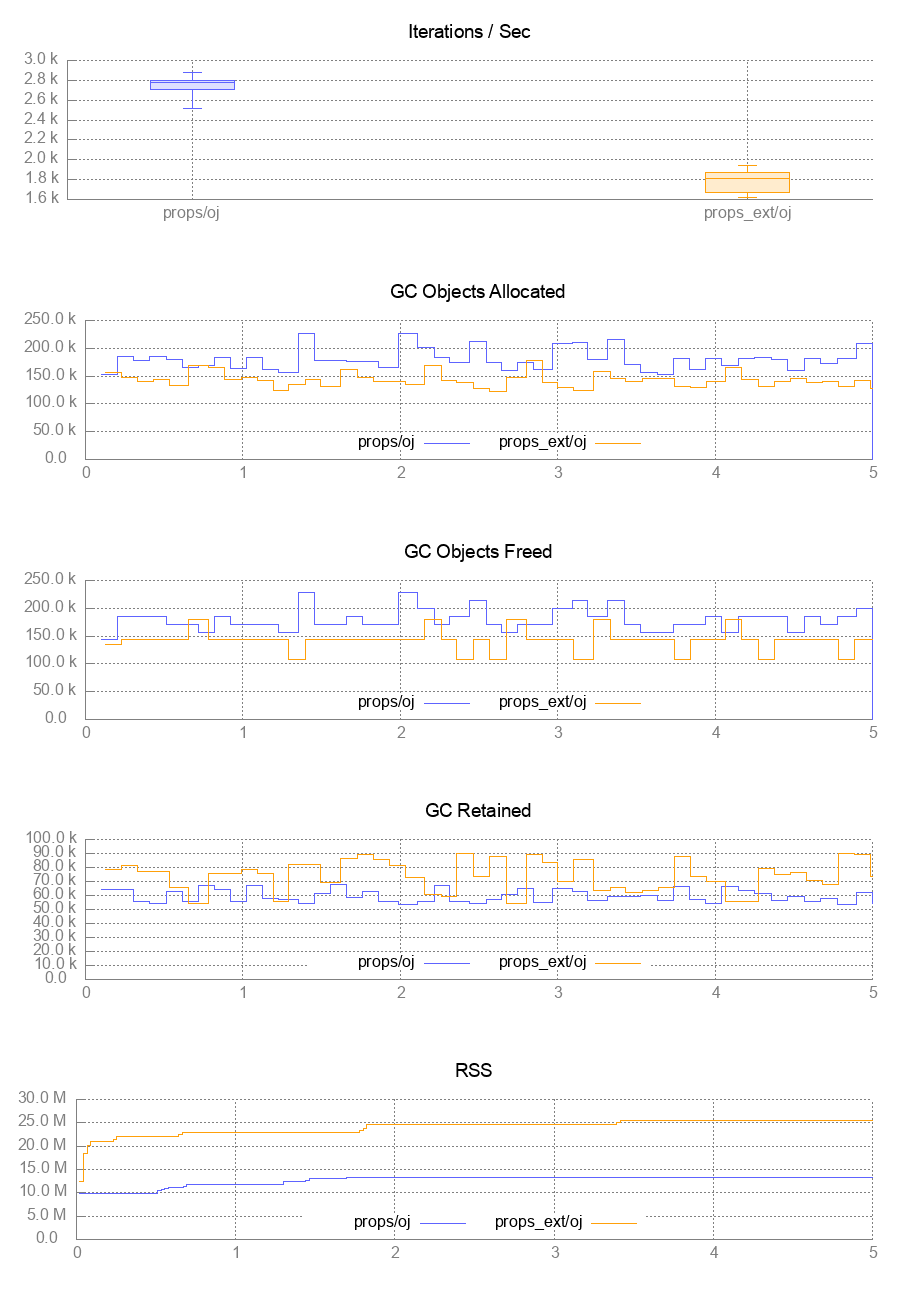 Iterations / Sec
3.0 k
2.8 k
2.6 k
2.4 k
2.2 k
2.0 k
1.8 k
1.6 k
props/oj props_ext/oj
GC Objects Allocated
250.0 k
200.0 k
150.0 k
100.0 k
50.0 k
props/oj props_ext/oj
0.0
0 1 2 3 4 5
GC Objects Freed
250.0 k
200.0 k
150.0 k
100.0 k
50.0 k
props/oj props_ext/oj
0.0
0 1 2 3 4 5
GC Retained
100.0 k
90.0 k
80.0 k
70.0 k
60.0 k
50.0 k
40.0 k
30.0 k
20.0 k
10.0 k props/oj props_ext/oj
0.0
0 1 2 3 4 5
RSS
30.0 M
25.0 M
20.0 M
15.0 M
10.0 M
5.0 M
props/oj props_ext/oj
0.0
0 1 2 3 4 5